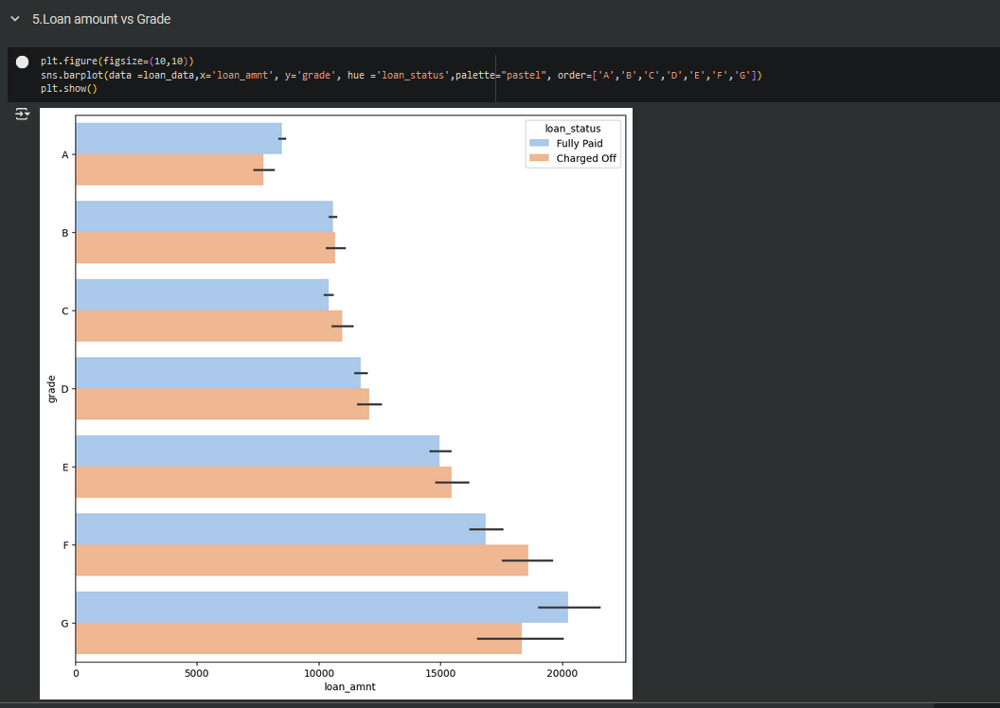 5.Loan amount vs Grade
plt.figure(figsize=(10,10))
sns.barplot(data =loan_data,x='loan_amnt', y='grade', hue ='loan_status',palette="pastel", order=['A','B','C','D','E','F','G'])
plt.show()
loan_status
Fully Paid
Charged Off
A
B
C
D
E
F
G
grade
0 5000 10000 15000 20000
loan_amnt